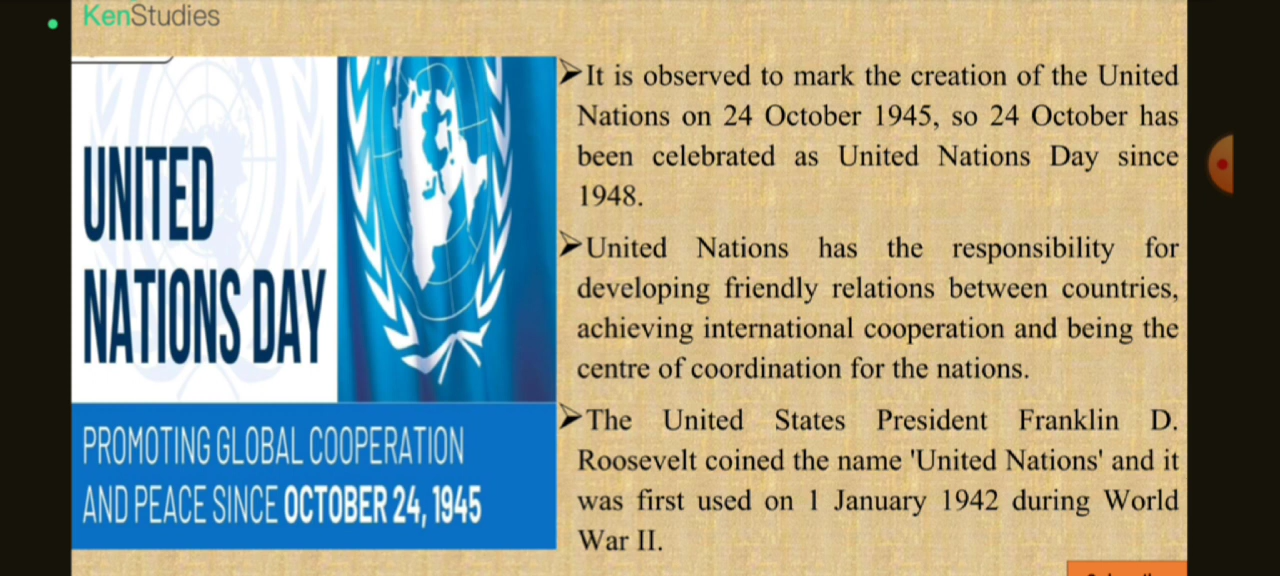 KenStudies
UNITED
NATIONS DAY
PROMOTING GLOBAL COOPERATION
AND PEACE SINCE OCTOBER 24, 1945
➢It is observed to mark the creation of the United
Nations on 24 October 1945, so 24 October has
been celebrated as United Nations Day since
1948.
➢United Nations has the responsibility for
developing friendly relations between countries,
achieving international cooperation and being the
centre of coordination for the nations.
➢The United States President Franklin D.
Roosevelt coined the name 'United Nations' and it
was first used on 1 January 1942 during World
War II.